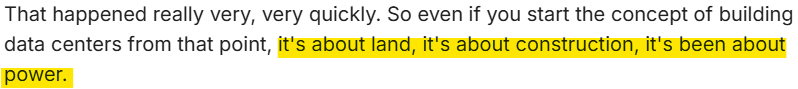 That happened really very, very quickly. So even if you start the concept of building
data centers from that point, it's about land, it's about construction, it's been about
power.